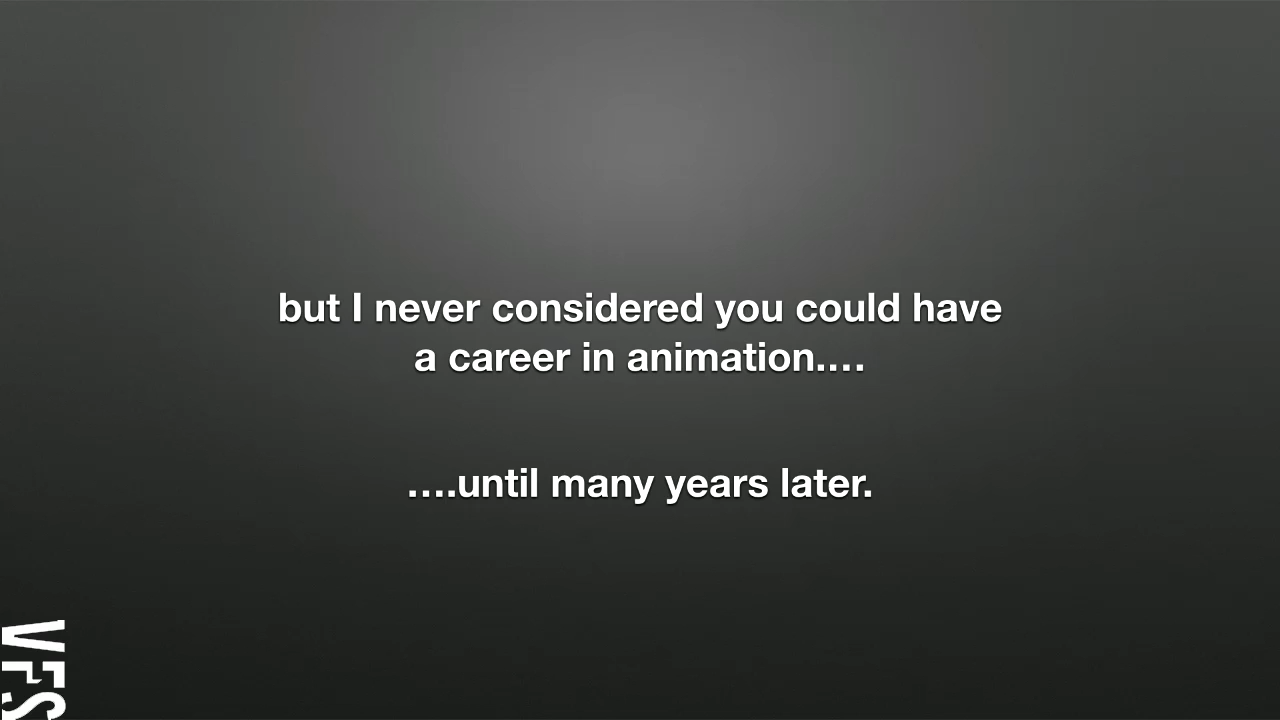 but I never considered you could have
a career in animation....
....until many years later.
VFS